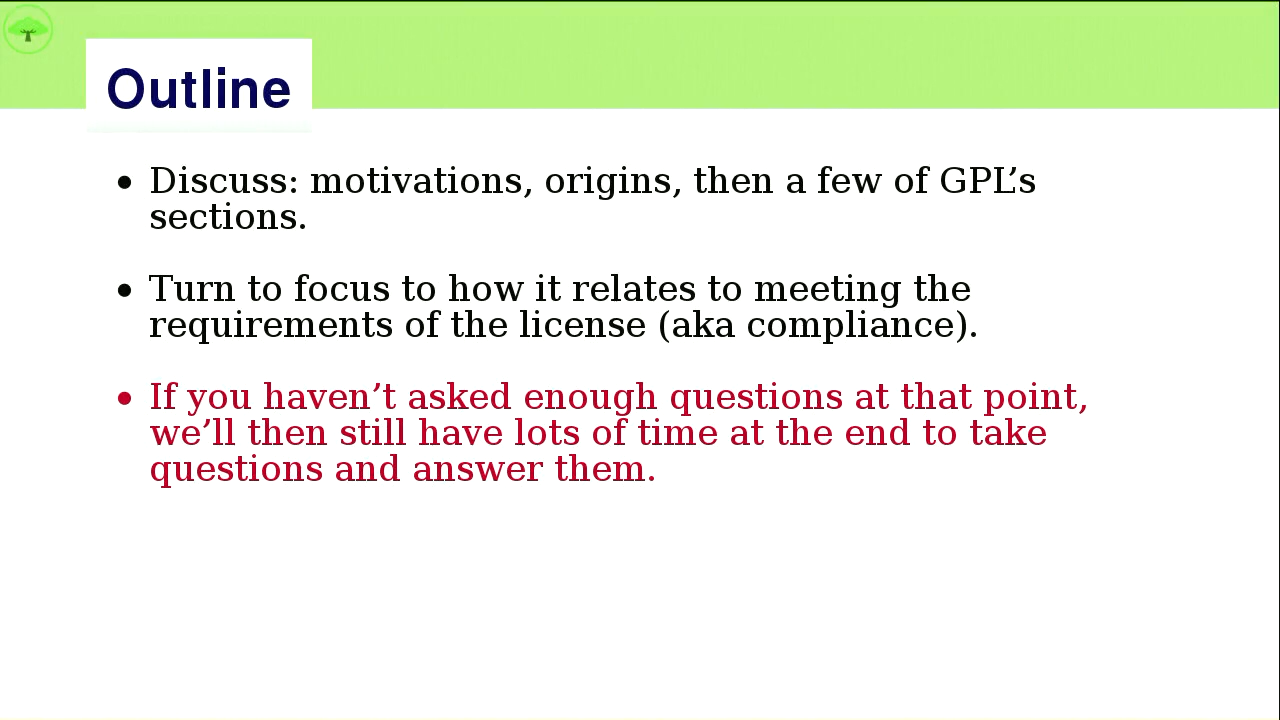 Outline
• Discuss: motivations, origins, then a few of GPL’s
sections.
• Turn to focus to how it relates to meeting the
requirements of the license (aka compliance).
• If you haven’t asked enough questions at that point,
we’ll then still have lots of time at the end to take
questions and answer them.